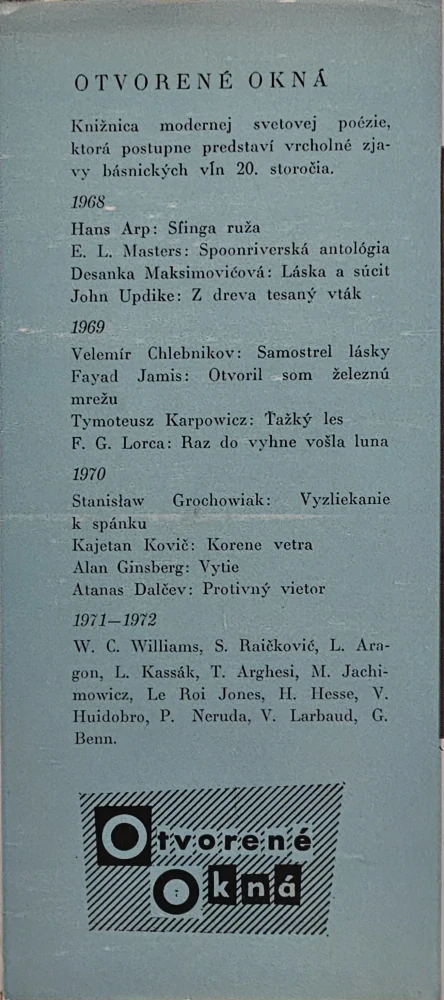 OTVORENÉ OKNÁ
Knižnica modernej svetovej poézie,
ktorá postupne predstaví vrcholné zja-
vy básnických vĺn 20. storočia.
1968
Hans Arp: Sfinga ruža
E. L. Masters: Spoonriverská antológia
Desanka Maksimovićová: Láska a súcit
John Updike: Z dreva tesaný vták
1969
Velemír Chlebnikov: Samostrel lásky
Fayad Jamis: Otvoril som železnú
mrežu
Tymoteusz Karpowicz: Ťažký les
F. G. Lorca: Raz do vyhne vošla luna
1970
Stanisław Grochowiak: Vyzliekanie
k spánku
Kajetan Kovič: Korene vetra
Alan Ginsberg: Vytie
Atanas Dalčev: Protivný vietor
1971—1972
W. C. Williams, S. Raičković, L. Ara-
gon, L. Kassák, T. Arghesi, M. Jachi-
mowicz, Le Roi Jones, H. Hesse, V.
Huidobro, P. Neruda, V. Larbaud, G.
Benn.
Otvorené
Okná